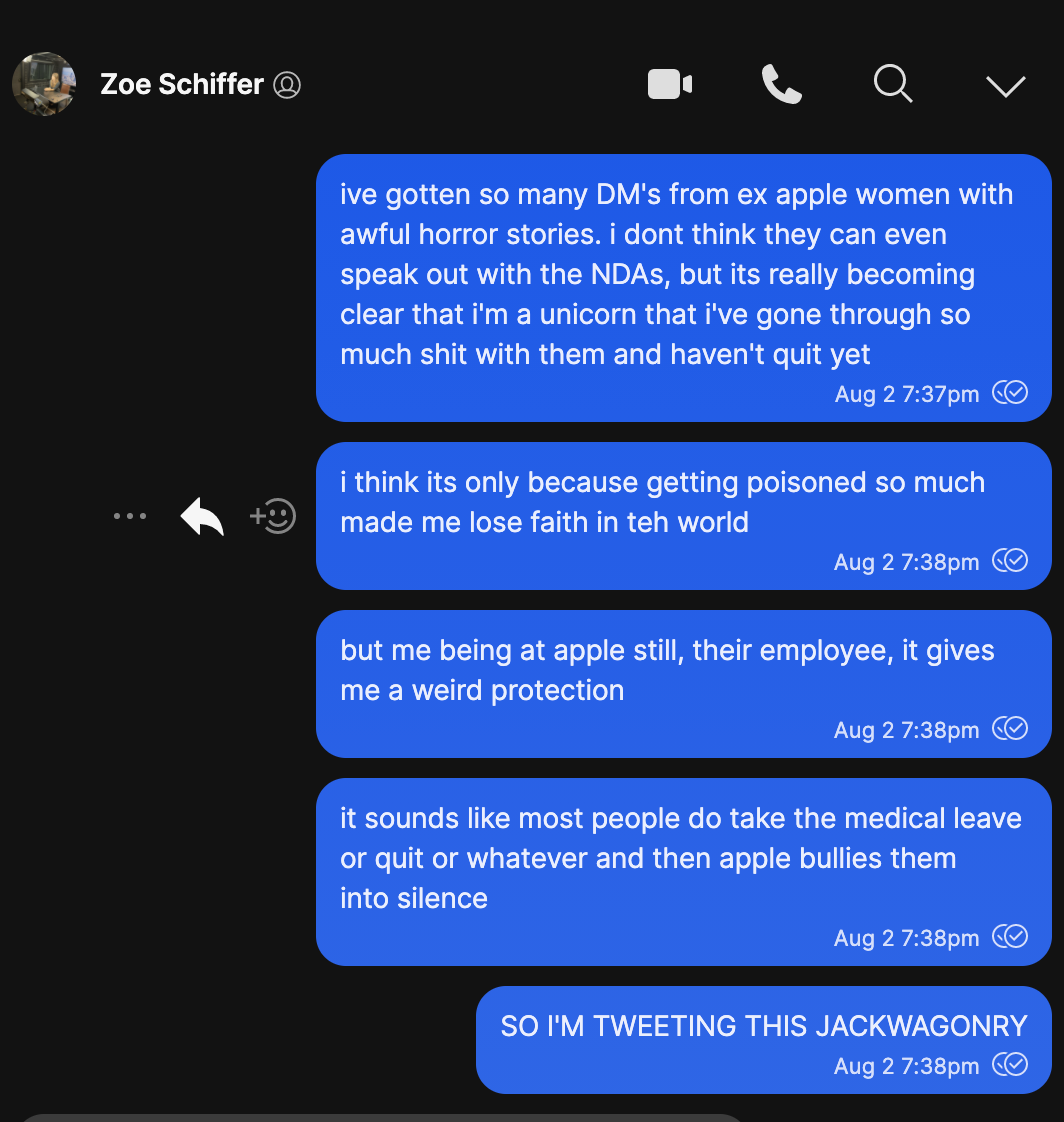 Zoe Schiffer
ive gotten so many DM's from ex apple women with
awful horror stories. i dont think they can even
speak out with the NDAs, but its really becoming
clear that i'm a unicorn that i've gone through so
much shit with them and haven't quit yet
Aug 2 7:37pm
i think its only because getting poisoned so much
made me lose faith in teh world
Aug 2 7:38pm
but me being at apple still, their employee, it gives
me a weird protection
Aug 2 7:38pm
it sounds like most people do take the medical leave
or quit or whatever and then apple bullies them
into silence
Aug 2 7:38pm
SO I'M TWEETING THIS JACKWAGONRY
Aug 2 7:38pm